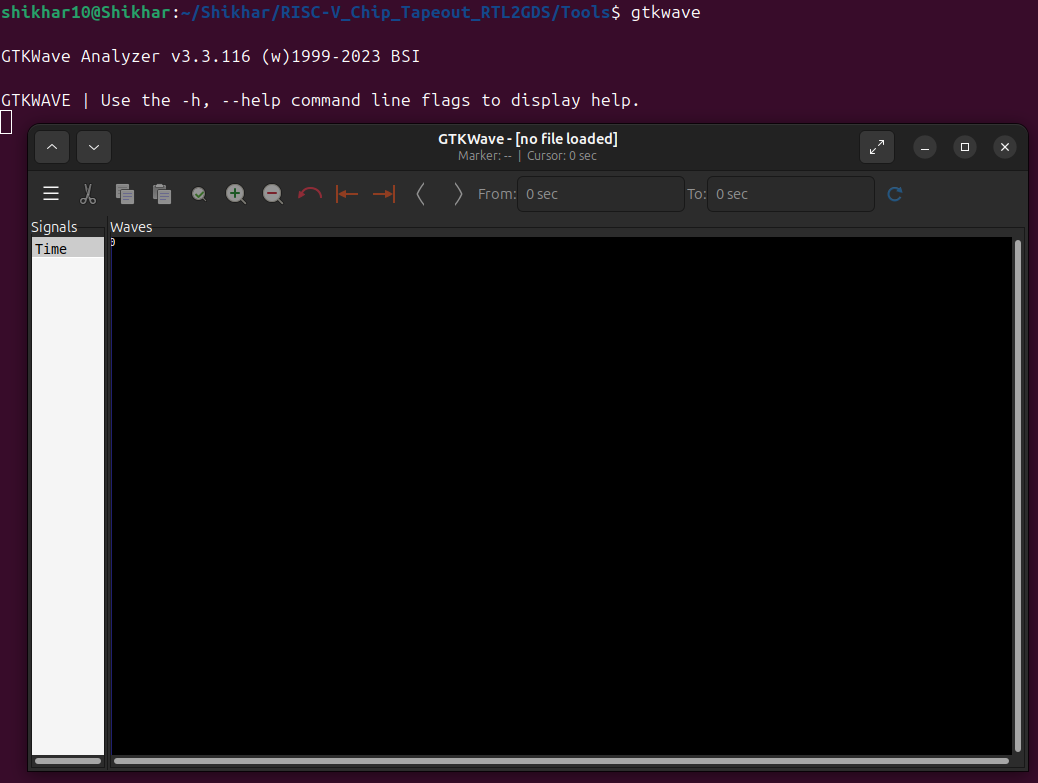 shikhar10@Shikhar:~/Shikhar/RISC-V_Chip_Tapeout_RTL2GDS/Tools$ gtkwave
GTKWave Analyzer v3.3.116 (w)1999-2023 BSI
GTKWAVE | Use the -h, --help command line flags to display help.
GTKWave - [no file loaded]
Marker: -- | Cursor: 0 sec
From: 0 sec To: 0 sec
Signals Waves
Time 0